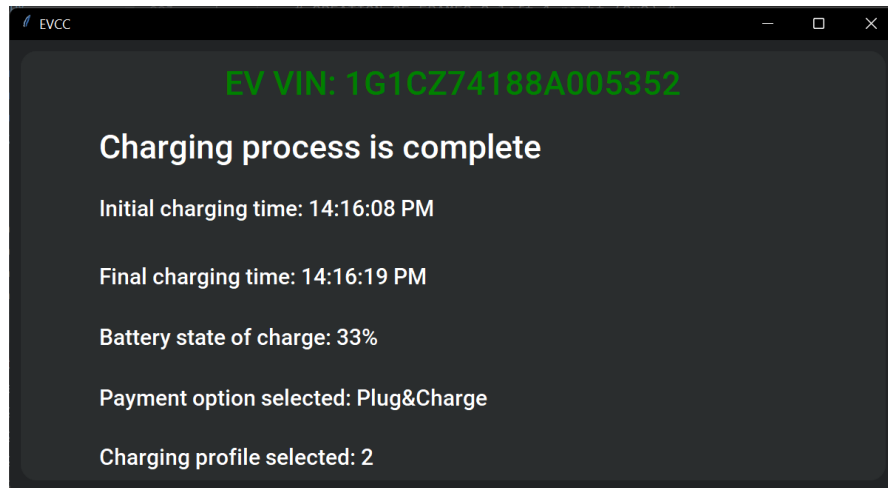 EVCC
EV VIN: 1G1CZ74188A005352
Charging process is complete
Initial charging time: 14:16:08 PM
Final charging time: 14:16:19 PM
Battery state of charge: 33%
Payment option selected: Plug&Charge
Charging profile selected: 2